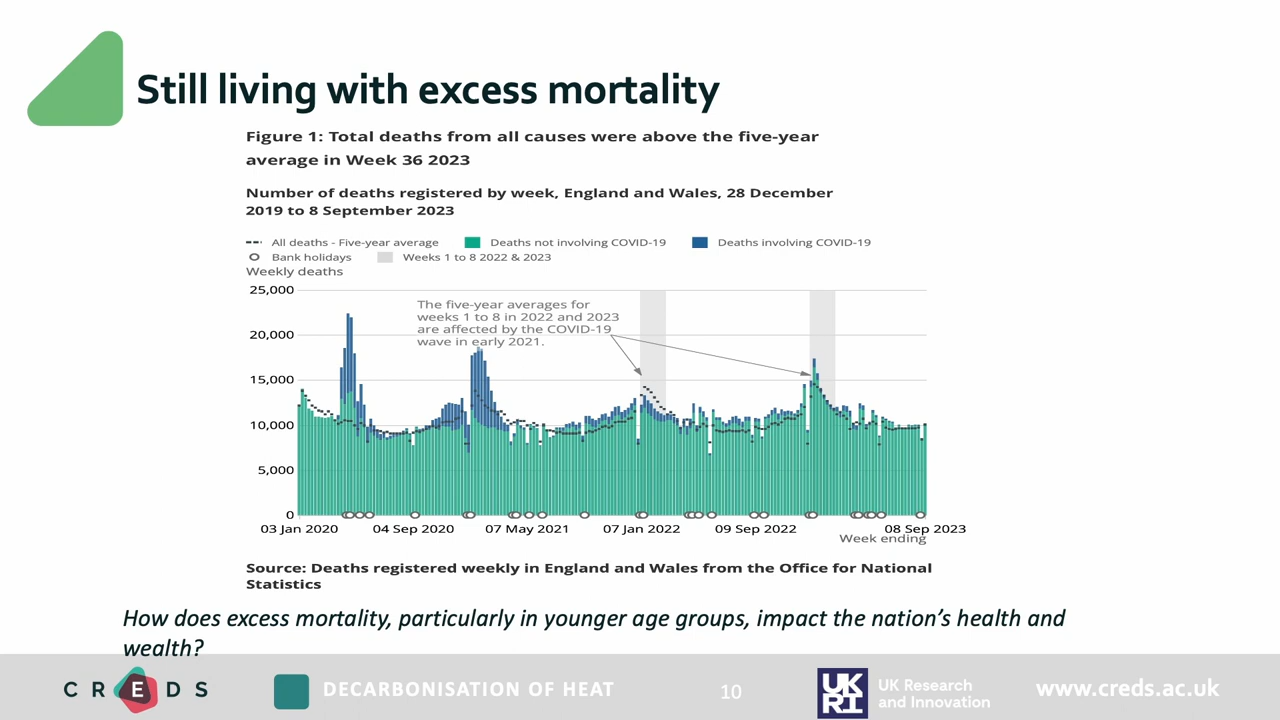 Still living with excess mortality
Figure 1: Total deaths from all causes were above the five-year
average in Week 36 2023
Number of deaths registered by week, England and Wales, 28 December
2019 to 8 September 2023
All deaths - Five-year average Deaths not involving COVID-19 Deaths involving COVID-19
Bank holidays Weeks 1 to 8 2022 & 2023
Weekly deaths
25,000
The five-year averages for
weeks 1 to 8 in 2022 and 2023
are affected by the COVID-19
wave in early 2021.
20,000
15,000
10,000
5,000
0
03 Jan 2020 04 Sep 2020 07 May 2021 07 Jan 2022 09 Sep 2022 08 Sep 2023
Week ending
Source: Deaths registered weekly in England and Wales from the Office for National
Statistics
How does excess mortality, particularly in younger age groups, impact the nation's health and
wealth?
CREDS DECARBONISATION OF HEAT 10 UKRI UK Research
and Innovation
www.creds.ac.uk